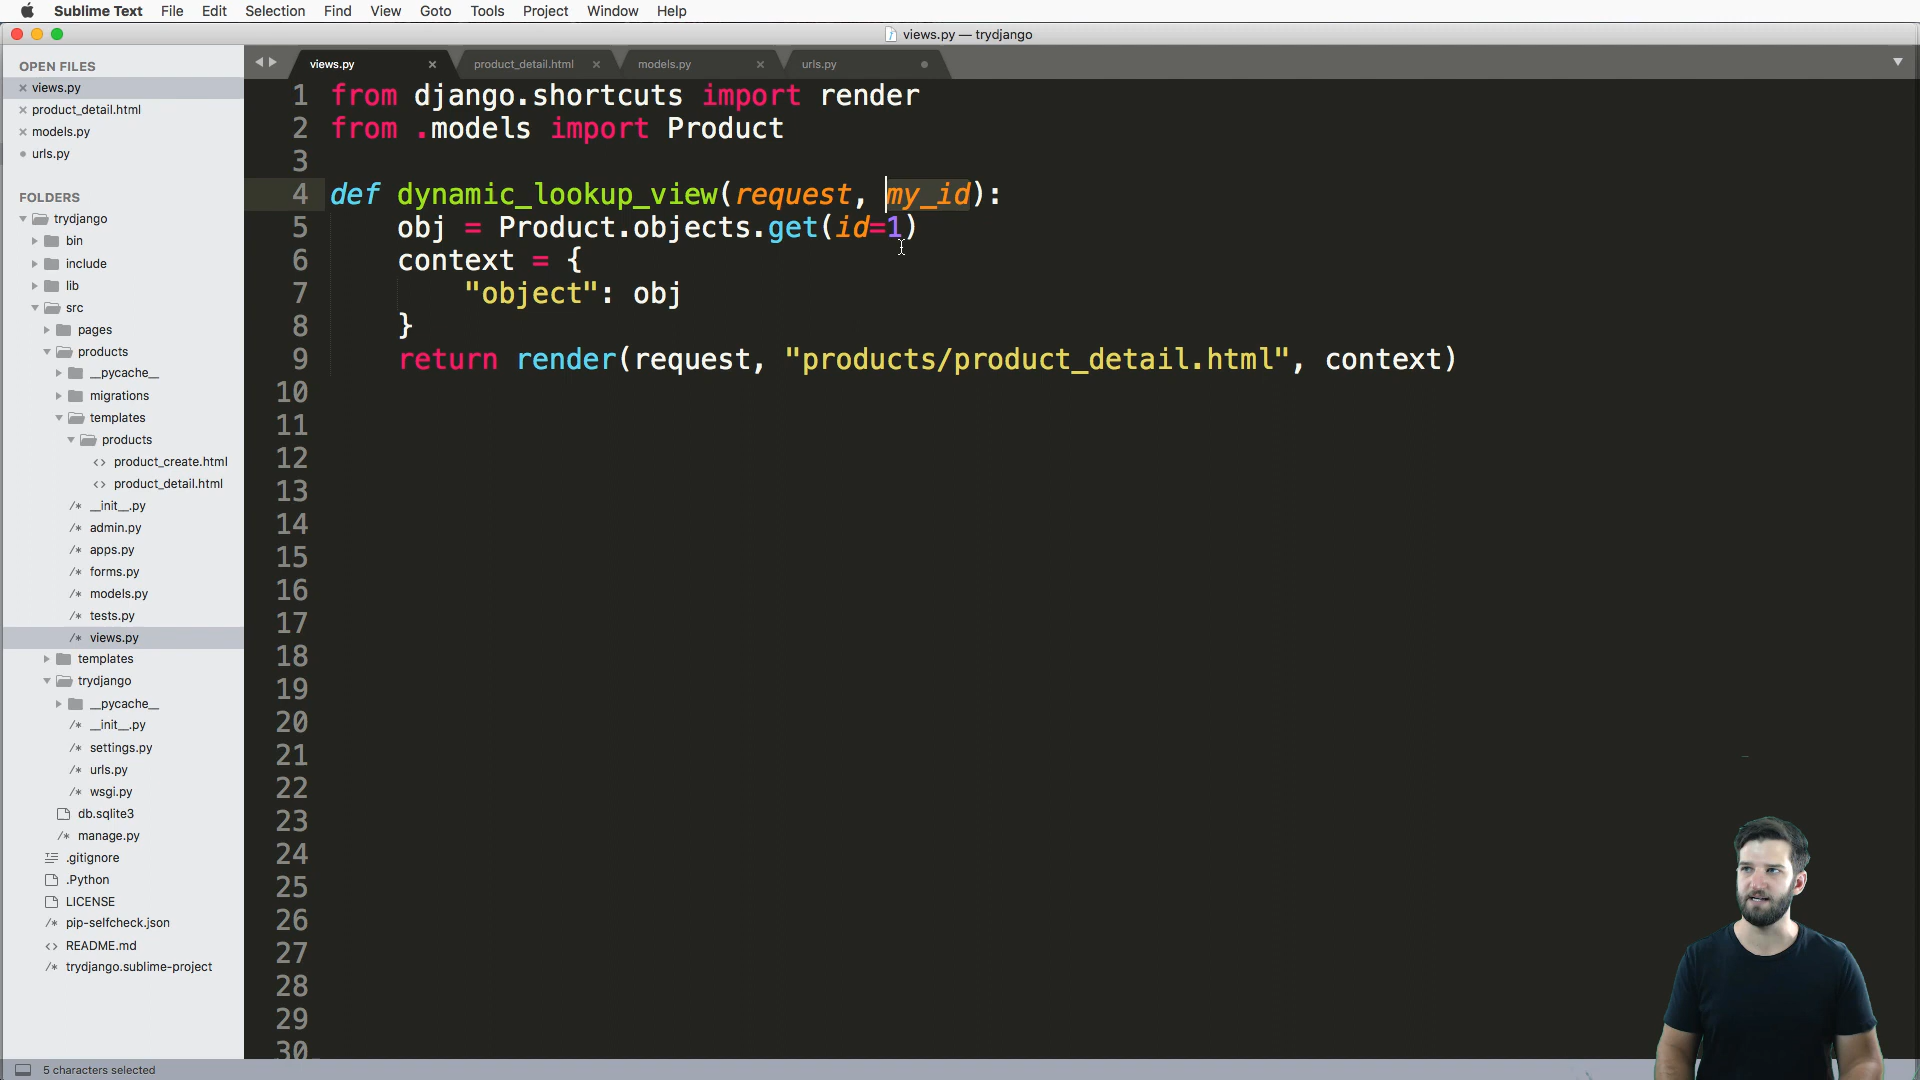 Sublime Text File Edit Selection Find View Goto Tools Project Window Help
views.py — trydjango
OPEN FILES
views.py
product_detail.html
models.py
urls.py
FOLDERS
trydjango
bin
include
lib
src
pages
products
__pycache__
migrations
templates
products
<> product_create.html
<> product_detail.html
/* __init__.py
/* admin.py
/* apps.py
/* forms.py
/* models.py
/* tests.py
/* views.py
templates
trydjango
__pycache__
/* __init__.py
/* settings.py
/* urls.py
/* wsgi.py
db.sqlite3
/* manage.py
.gitignore
.Python
LICENSE
/* pip-selfcheck.json
<> README.md
/* trydjango.sublime-project
views.py product_detail.html models.py urls.py
1 from django.shortcuts import render
2 from .models import Product
3
4 def dynamic_lookup_view(request, my_id):
5 obj = Product.objects.get(id=1)
6 context = {
7 "object": obj
8 }
9 return render(request, "products/product_detail.html", context)
10
11
12
13
14
15
16
17
18
19
20
21
22
23
24
25
26
27
28
29
30
5 characters selected